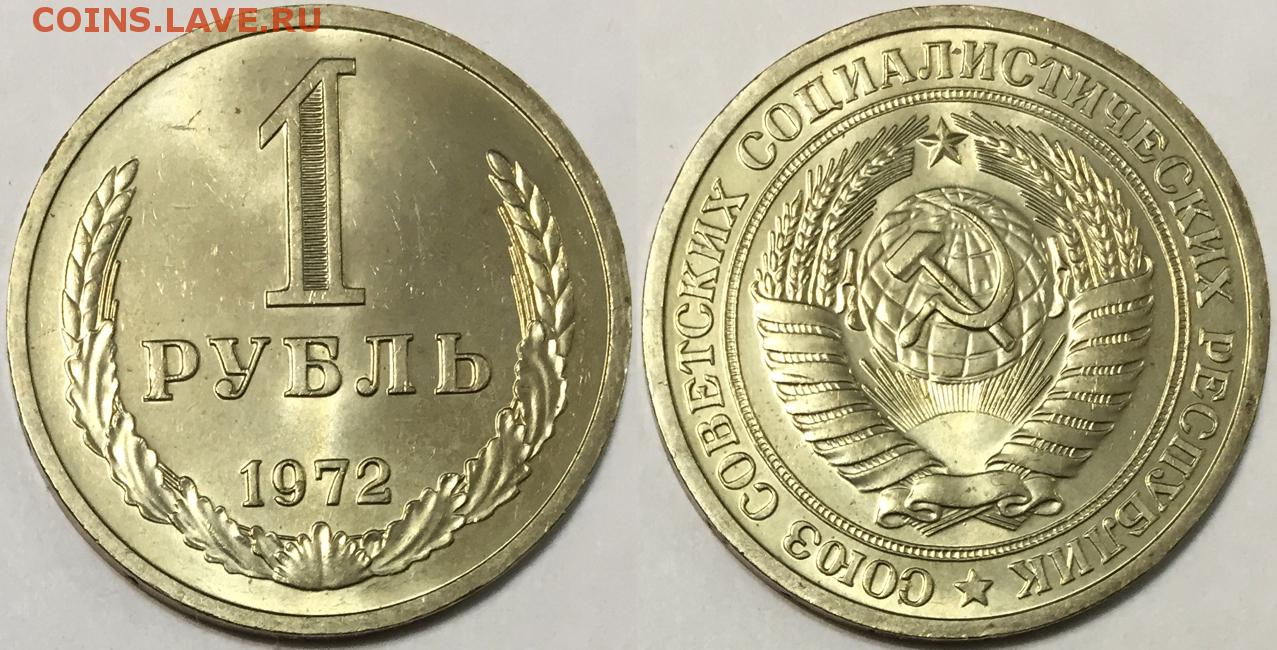 COINS.LAVE.RU
1
РУБЛЬ
1972
СОЮЗ СОВЕТСКИХ СОЦИАЛИСТИЧЕСКИХ РЕСПУБЛИК